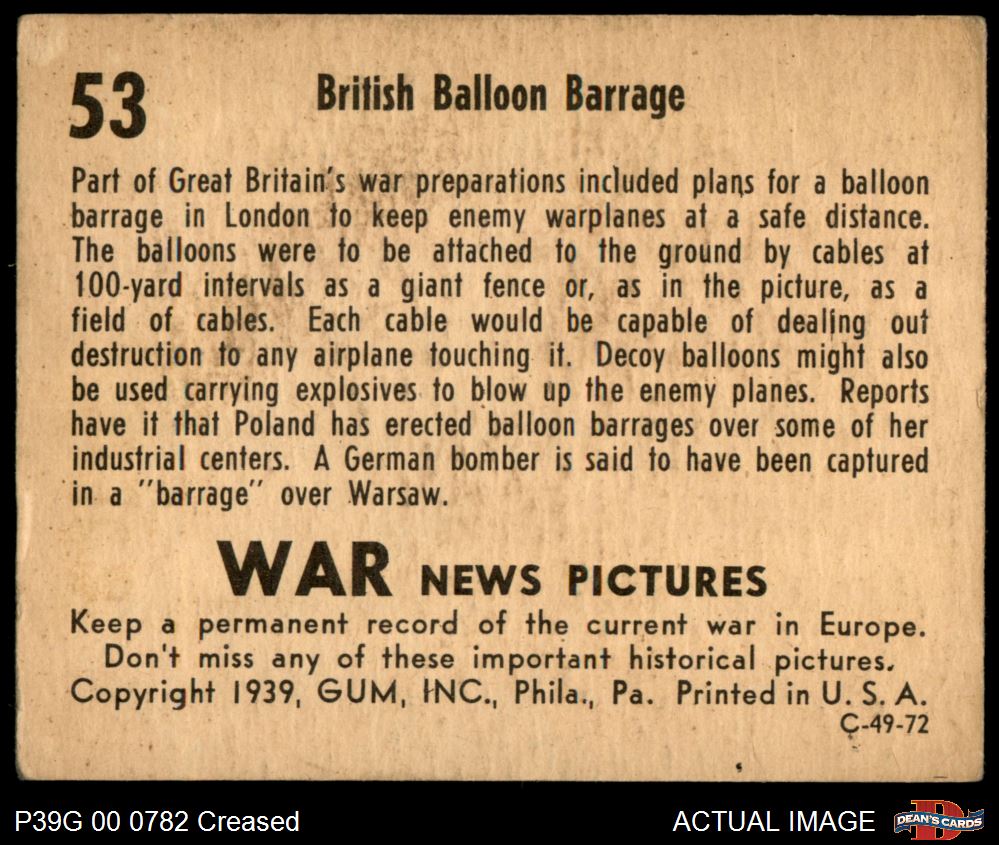 53
British Balloon Barrage
Part of Great Britain's war preparations included plans for a balloon
barrage in London to keep enemy warplanes at a safe distance.
The balloons were to be attached to the ground by cables at
100-yard intervals as a giant fence or, as in the picture, as a
field of cables. Each cable would be capable of dealing out
destruction to any airplane touching it. Decoy balloons might also
be used carrying explosives to blow up the enemy planes. Reports
have it that Poland has erected balloon barrages over some of her
industrial centers. A German bomber is said to have been captured
in a "barrage" over Warsaw.
WAR NEWS PICTURES
Keep a permanent record of the current war in Europe.
Don't miss any of these important historical pictures.
Copyright 1939, GUM, INC., Phila., Pa. Printed in U. S. A.
C-49-72
P39G 00 0782 Creased
ACTUAL IMAGE
D
DEAN'S CARDS